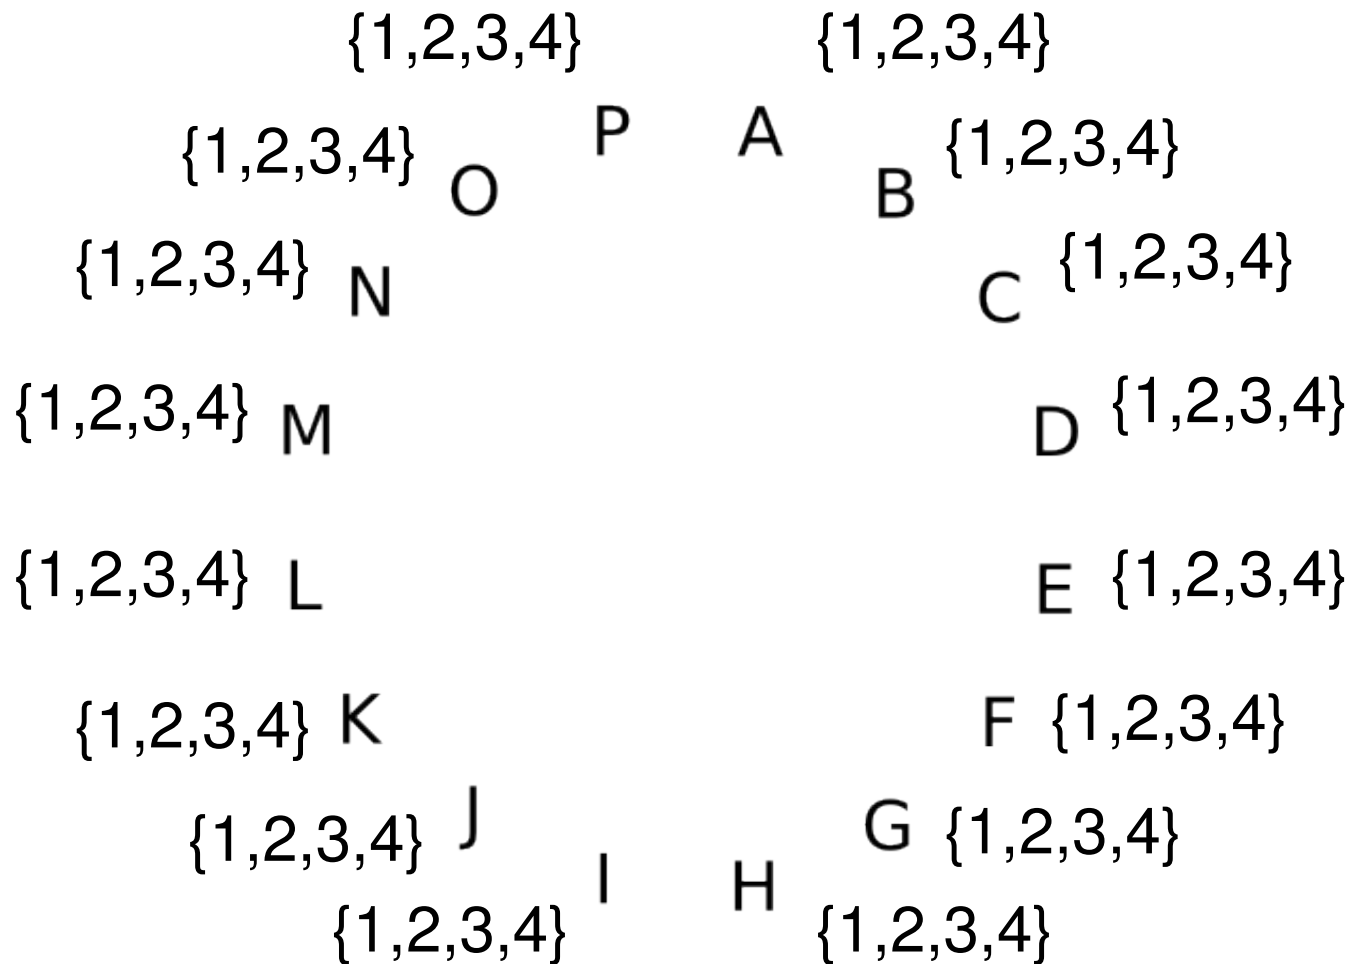 {1,2,3,4} {1,2,3,4}
P A
{1,2,3,4} O B {1,2,3,4}
{1,2,3,4} N C {1,2,3,4}
{1,2,3,4} M D {1,2,3,4}
{1,2,3,4} L E {1,2,3,4}
{1,2,3,4} K F {1,2,3,4}
{1,2,3,4} J G {1,2,3,4}
I H
{1,2,3,4} {1,2,3,4}